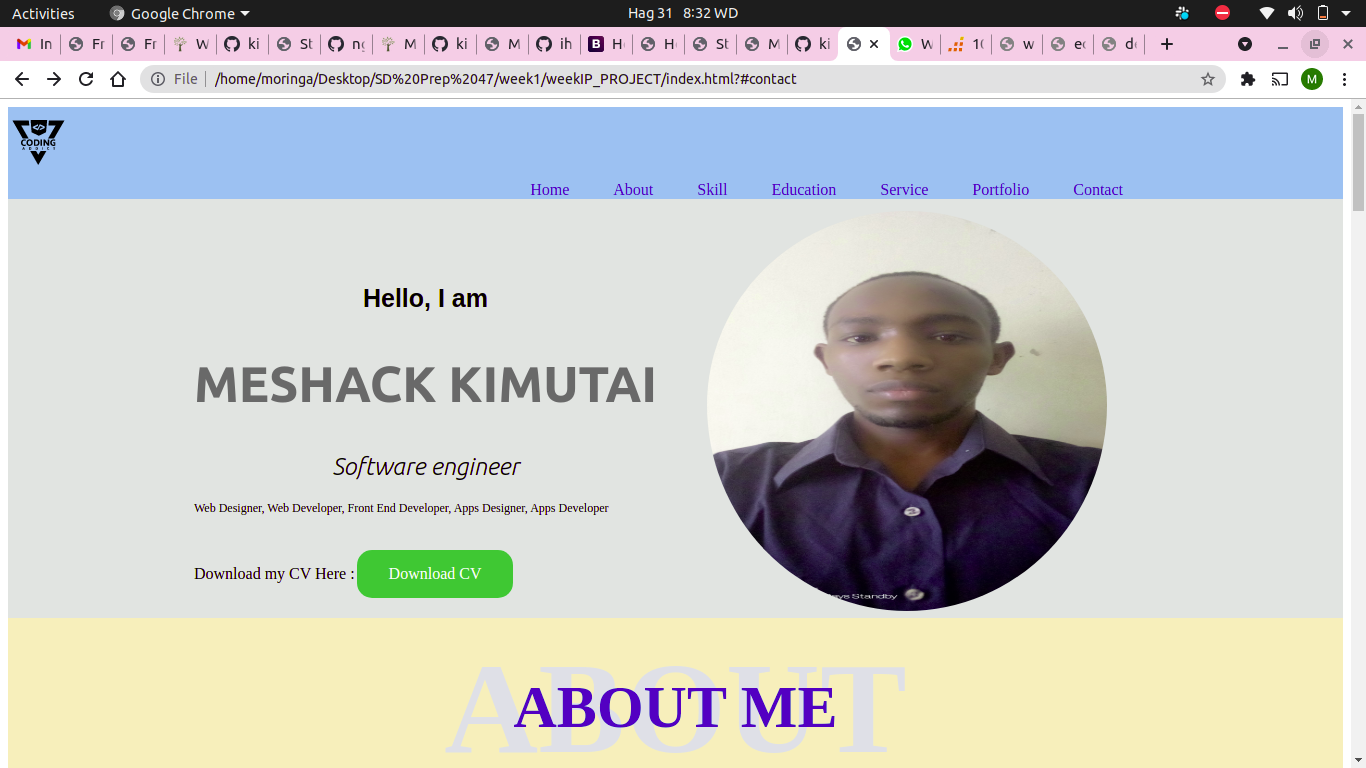 Activities Google Chrome Hag 31 8:32 WD
In Fr Fr W ki St ng M ki M ih H St M ki W 1 w e d
File /home/moringa/Desktop/SD%20Prep%2047/week1/weekIP_PROJECT/index.html?#contact M
CODING
ADDICT
Home About Skill Education Service Portfolio Contact
Hello, I am
MESHACK KIMUTAI
Software engineer
Web Designer, Web Developer, Front End Developer, Apps Designer, Apps Developer
Download my CV Here : Download CV
ays Standby
ABOUT
ABOUT ME